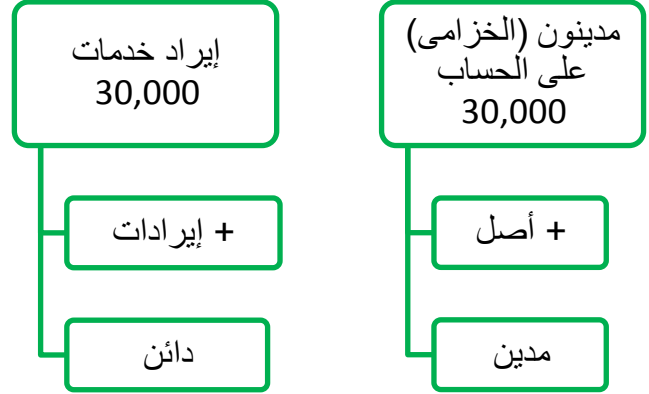 مدينون (الخزامى)
على الحساب
30,000
+ أصل
مدين
إيراد خدمات
30,000
+ إيرادات
دائن